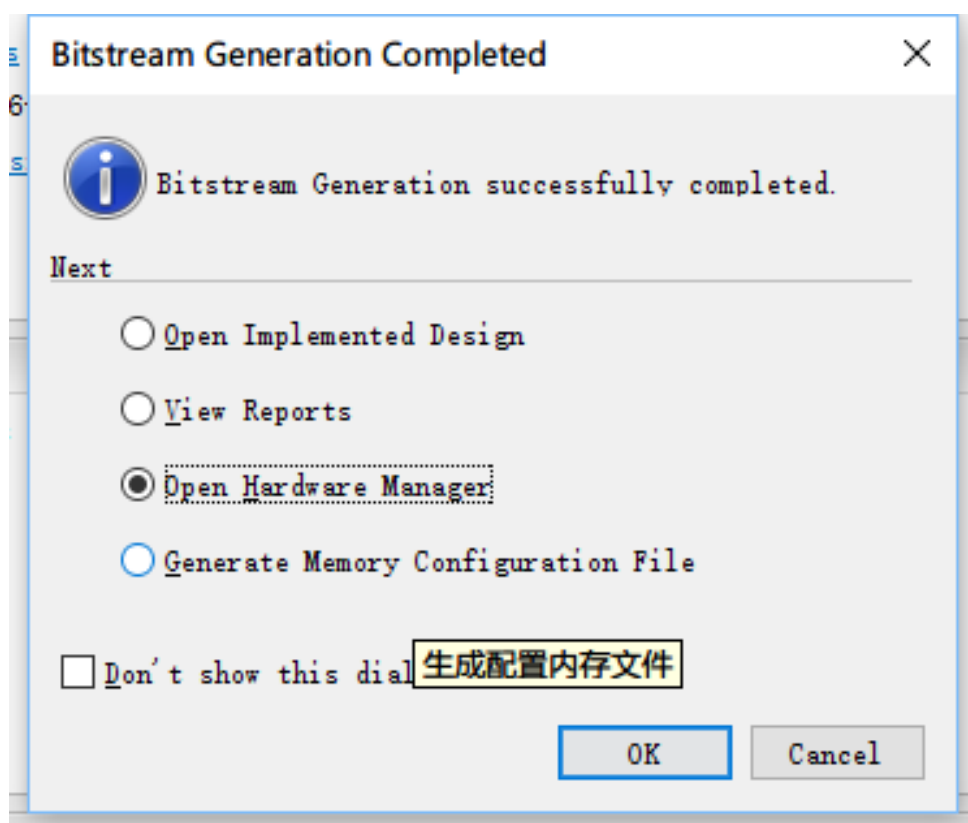 Bitstream Generation Completed
s
6
Bitstream Generation successfully completed.
s
Next
Open Implemented Design
View Reports
Open Hardware Manager
Generate Memory Configuration File
Don't show this dial
生成配置内存文件
OK
Cancel